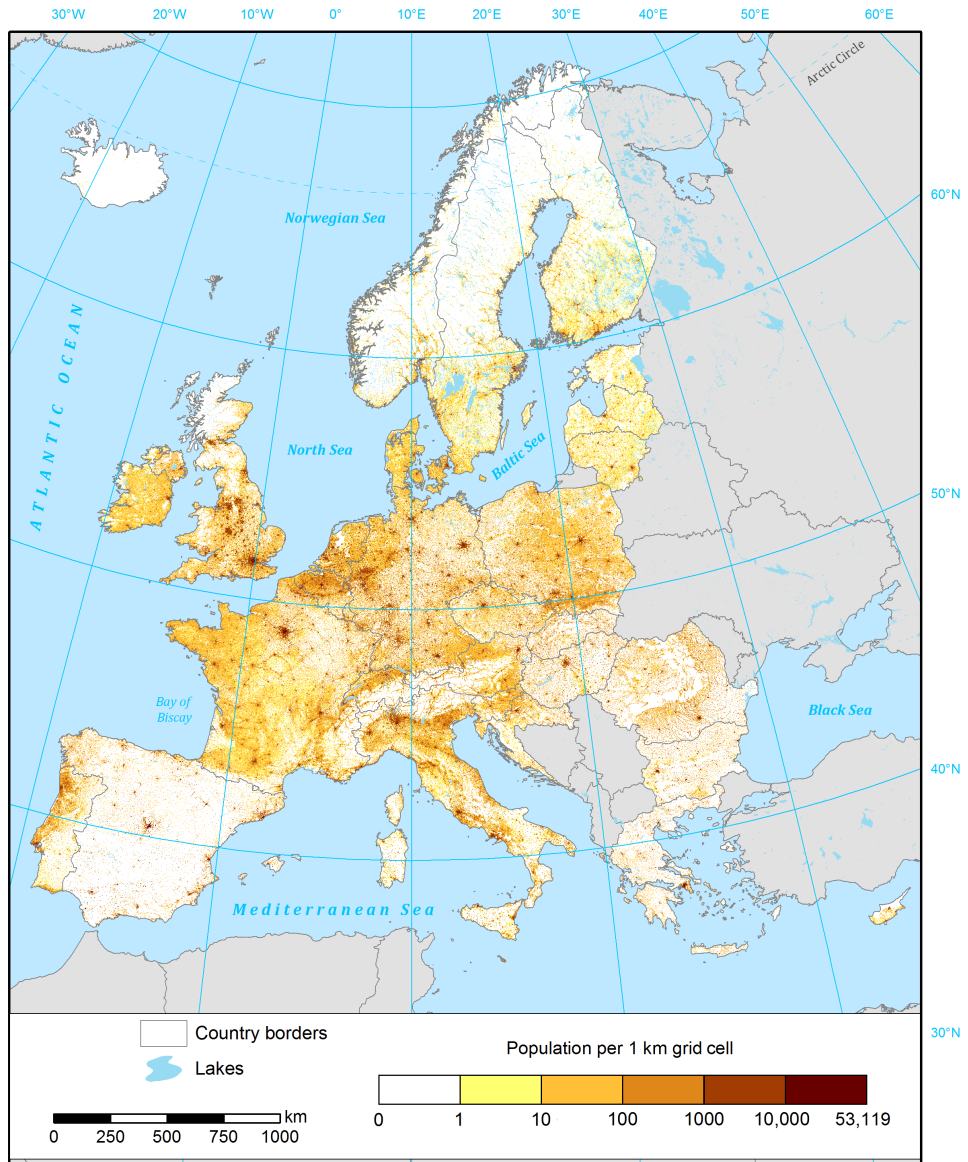 30°W 20°W 10°W 0° 10°E 20°E 30°E 40°E 50°E 60°E
Arctic Circle
60°N
Norwegian Sea
ATLANTIC OCEAN
North Sea
Baltic Sea
50°N
Bay of
Biscay
Black Sea
40°N
Mediterranean Sea
30°N
Country borders
Lakes
Population per 1 km grid cell
0 1 10 100 1000 10,000 53,119
km
0 250 500 750 1000